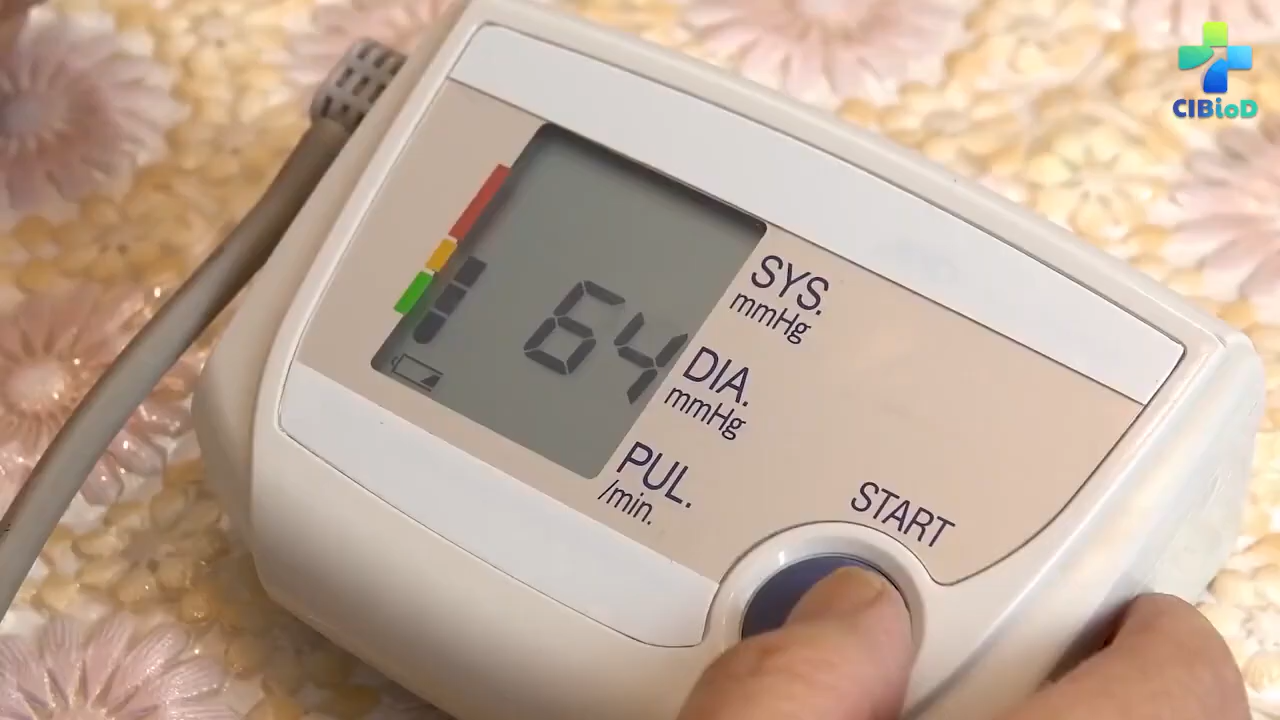 CIBioD
SYS.
mmHg
64
DIA.
mmHg
PUL.
/min.
START